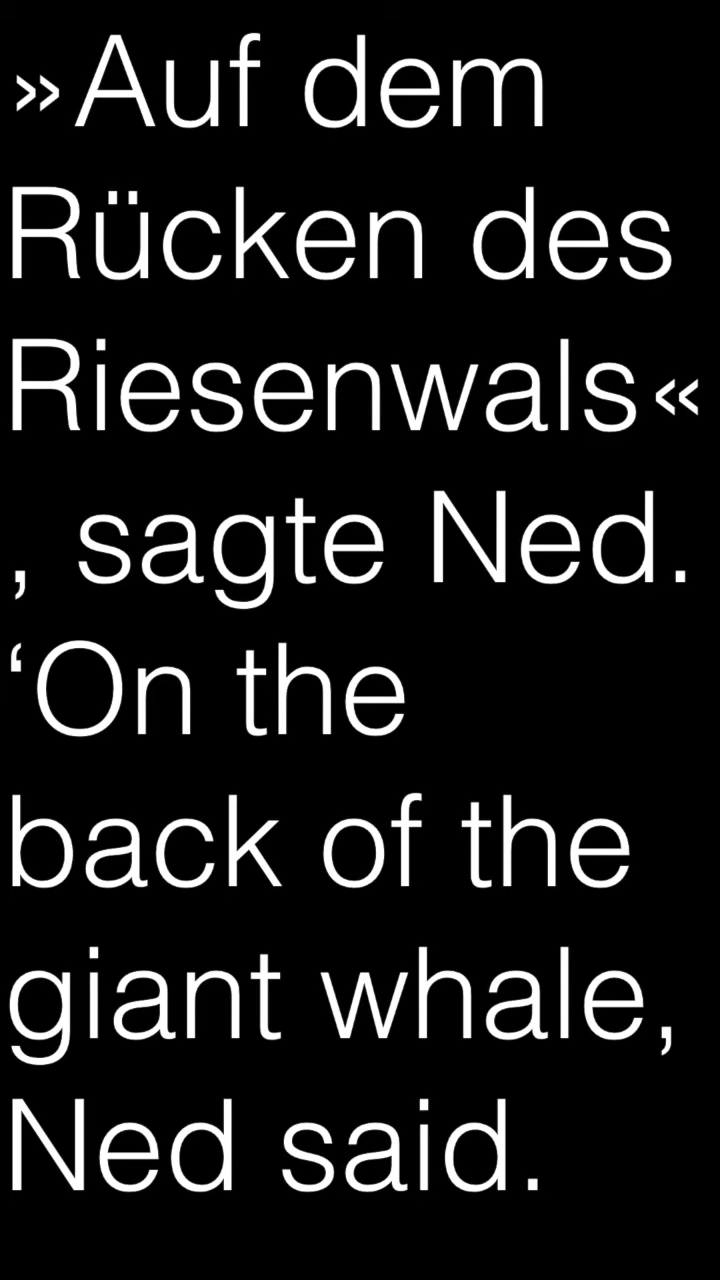 »Auf dem
Rücken des
Riesenwals«
, sagte Ned.
‘On the
back of the
giant whale,
Ned said.